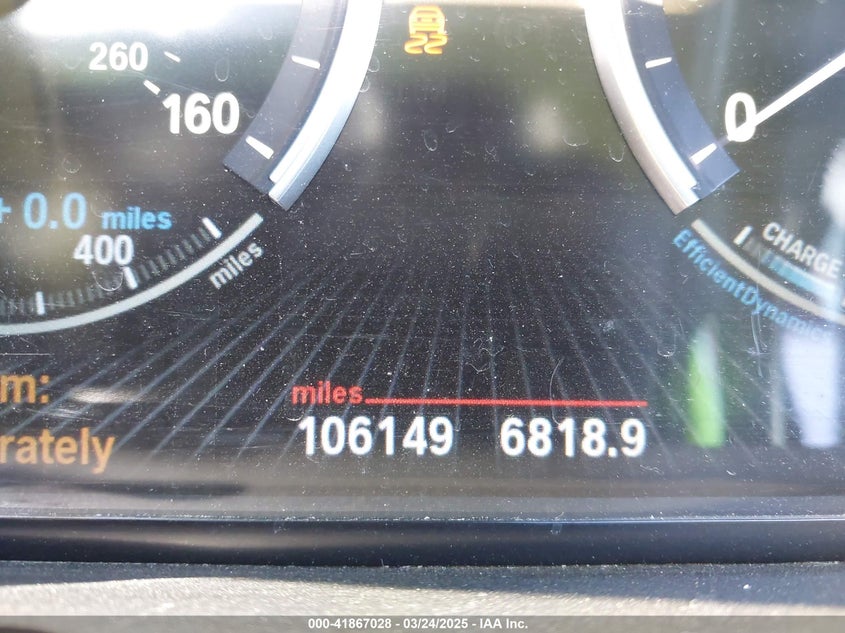 260
160
0
+ 0.0 miles
400
miles
CHARGE
EfficientDynamics
m:
rately
miles
106149 6818.9
000-41867028 - 03/24/2025 - IAA Inc.